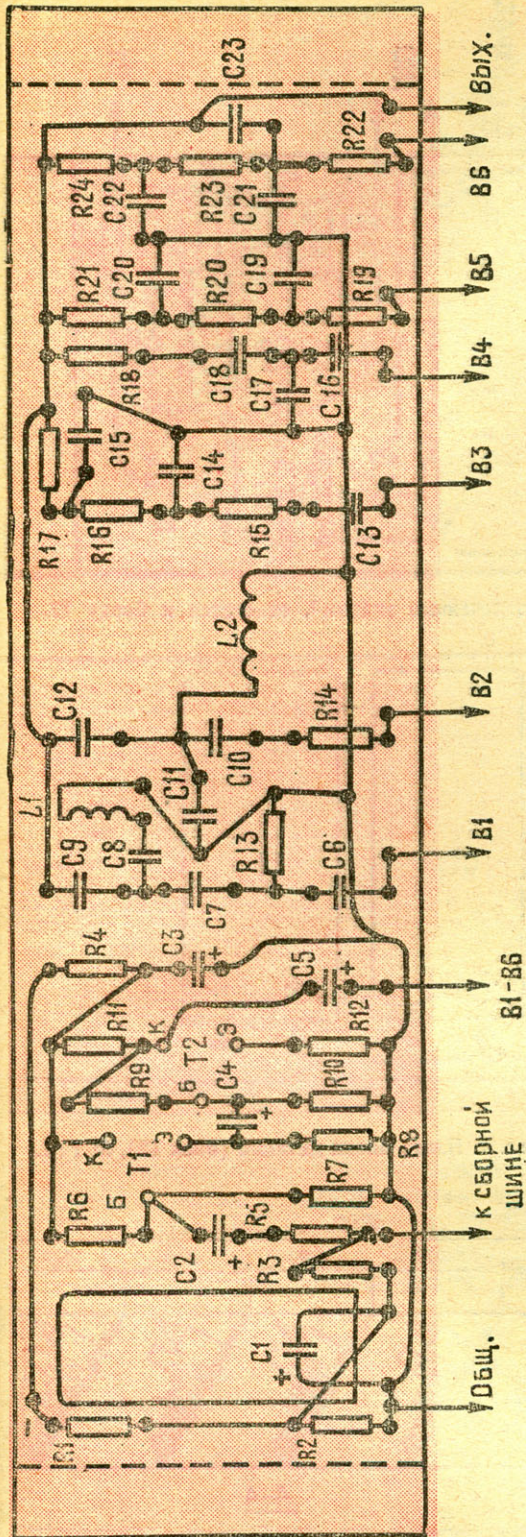 R1
R2
C1
+
R3
R5
C2
+
R6
Б
R7
К
Т1
Э
R8
R9
Б
C4
+
R10
R11
К
Т2
Э
R12
R4
C3
+
C5
+
C9
L1
C8
C7
R13
C6
C12
C11
C10
R14
L2
R17
C15
R16
C14
R15
C13
R18
C18
C17
C16
R21
C20
R20
C19
R19
R24
C22
R23
C21
R22
C23
Общ.
К СБОРНОЙ
ШИНЕ
В1-В6
В1
В2
В3
В4
В5
В6
Вых.